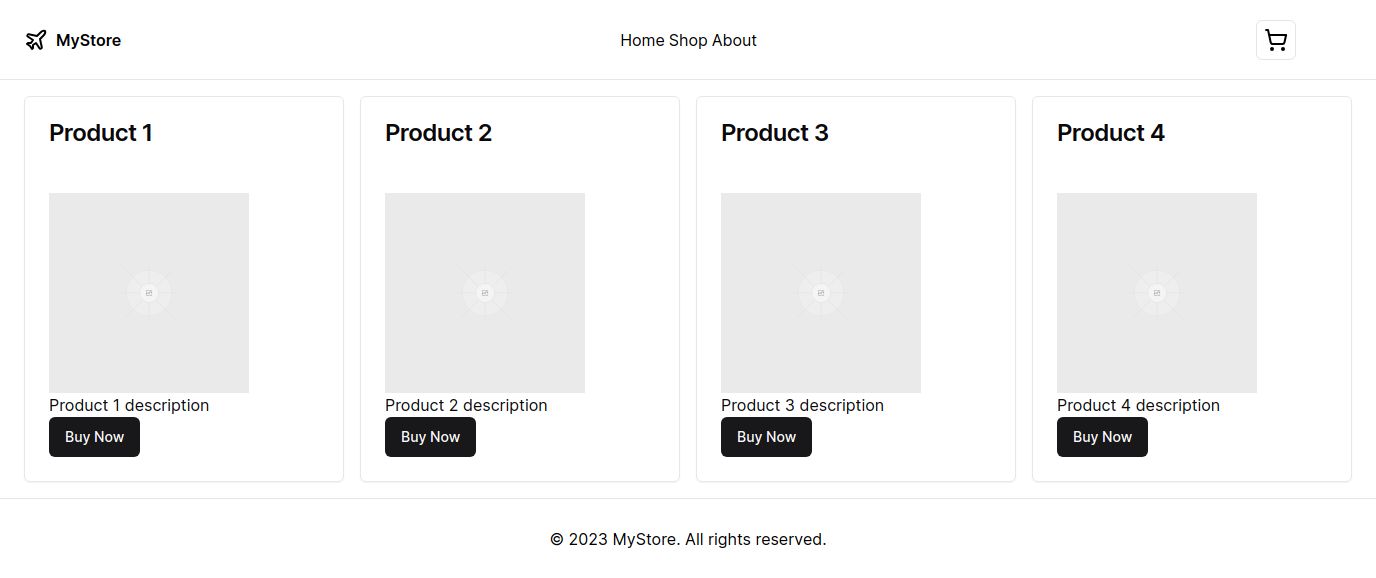 MyStore
Home Shop About
Product 1
Product 2
Product 3
Product 4
Product 1 description
Product 2 description
Product 3 description
Product 4 description
Buy Now
Buy Now
Buy Now
Buy Now
© 2023 MyStore. All rights reserved.